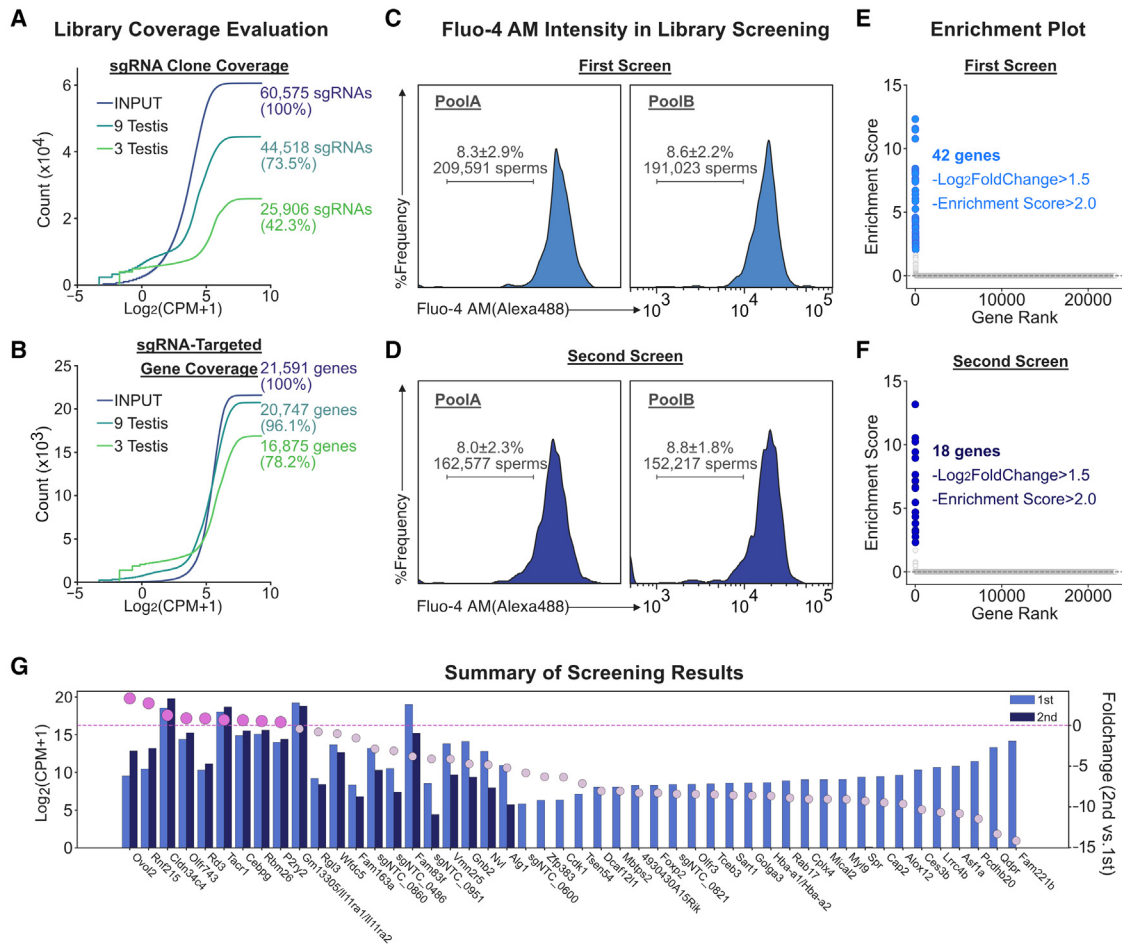 A Library Coverage Evaluation
sgRNA Clone Coverage
6
4
2
0
Count (x10⁴)
INPUT
9 Testis
3 Testis
60,575 sgRNAs
(100%)
44,518 sgRNAs
(73.5%)
25,906 sgRNAs
(42.3%)
−5 0 5 10
Log₂(CPM+1)
B
sgRNA-Targeted
Gene Coverage
25
20
15
10
5
0
Count (x10³)
INPUT
9 Testis
3 Testis
21,591 genes
(100%)
20,747 genes
(96.1%)
16,875 genes
(78.2%)
−5 0 5 10
Log₂(CPM+1)
C Fluo-4 AM Intensity in Library Screening
First Screen
%Frequency
PoolA
8.3±2.9%
209,591 sperms
PoolB
8.6±2.2%
191,023 sperms
Fluo-4 AM(Alexa488)
10³ 10⁴ 10⁵
D
Second Screen
%Frequency
PoolA
8.0±2.3%
162,577 sperms
PoolB
8.8±1.8%
152,217 sperms
Fluo-4 AM(Alexa488)
10³ 10⁴ 10⁵
E Enrichment Plot
First Screen
15
10
5
0
Enrichment Score
42 genes
-Log₂FoldChange>1.5
-Enrichment Score>2.0
0 10000 20000
Gene Rank
F
Second Screen
15
10
5
0
Enrichment Score
18 genes
-Log₂FoldChange>1.5
-Enrichment Score>2.0
0 10000 20000
Gene Rank
G
Summary of Screening Results
20
15
10
5
0
Log₂(CPM+1)
1st
2nd
0
-5
-10
-15
Foldchange (2nd vs.1st)
Ovol2
Rnf215
Cldn34c4
Olfr743
Rd3
Tacr1
Cebpg
Rbm26
P2ry2
Gm13305/Il11ra1/Il11ra2
Rgl3
Wfdc5
Fam163a
sgNTC_0860
sgNTC_0486
Fam83f
sgNTC_0951
Vmn2r5
Gnb2
Nvl
Alg1
sgNTC_0600
Zfp383
Cdk1
Tsen54
Dcaf12l1
Mbnps2
4930430A15Rik
Foxp2
sgNTC_0821
Olfr3
Tceb3
Sart1
Golga3
Hba-a1/Hba-a2
Rab17
Cplx4
Mical2
Myl9
Spr
Cap2
Alox12
Ces3b
Lrrc4b
Asf1a
Pcdhb20
Qdpr
Fam221b